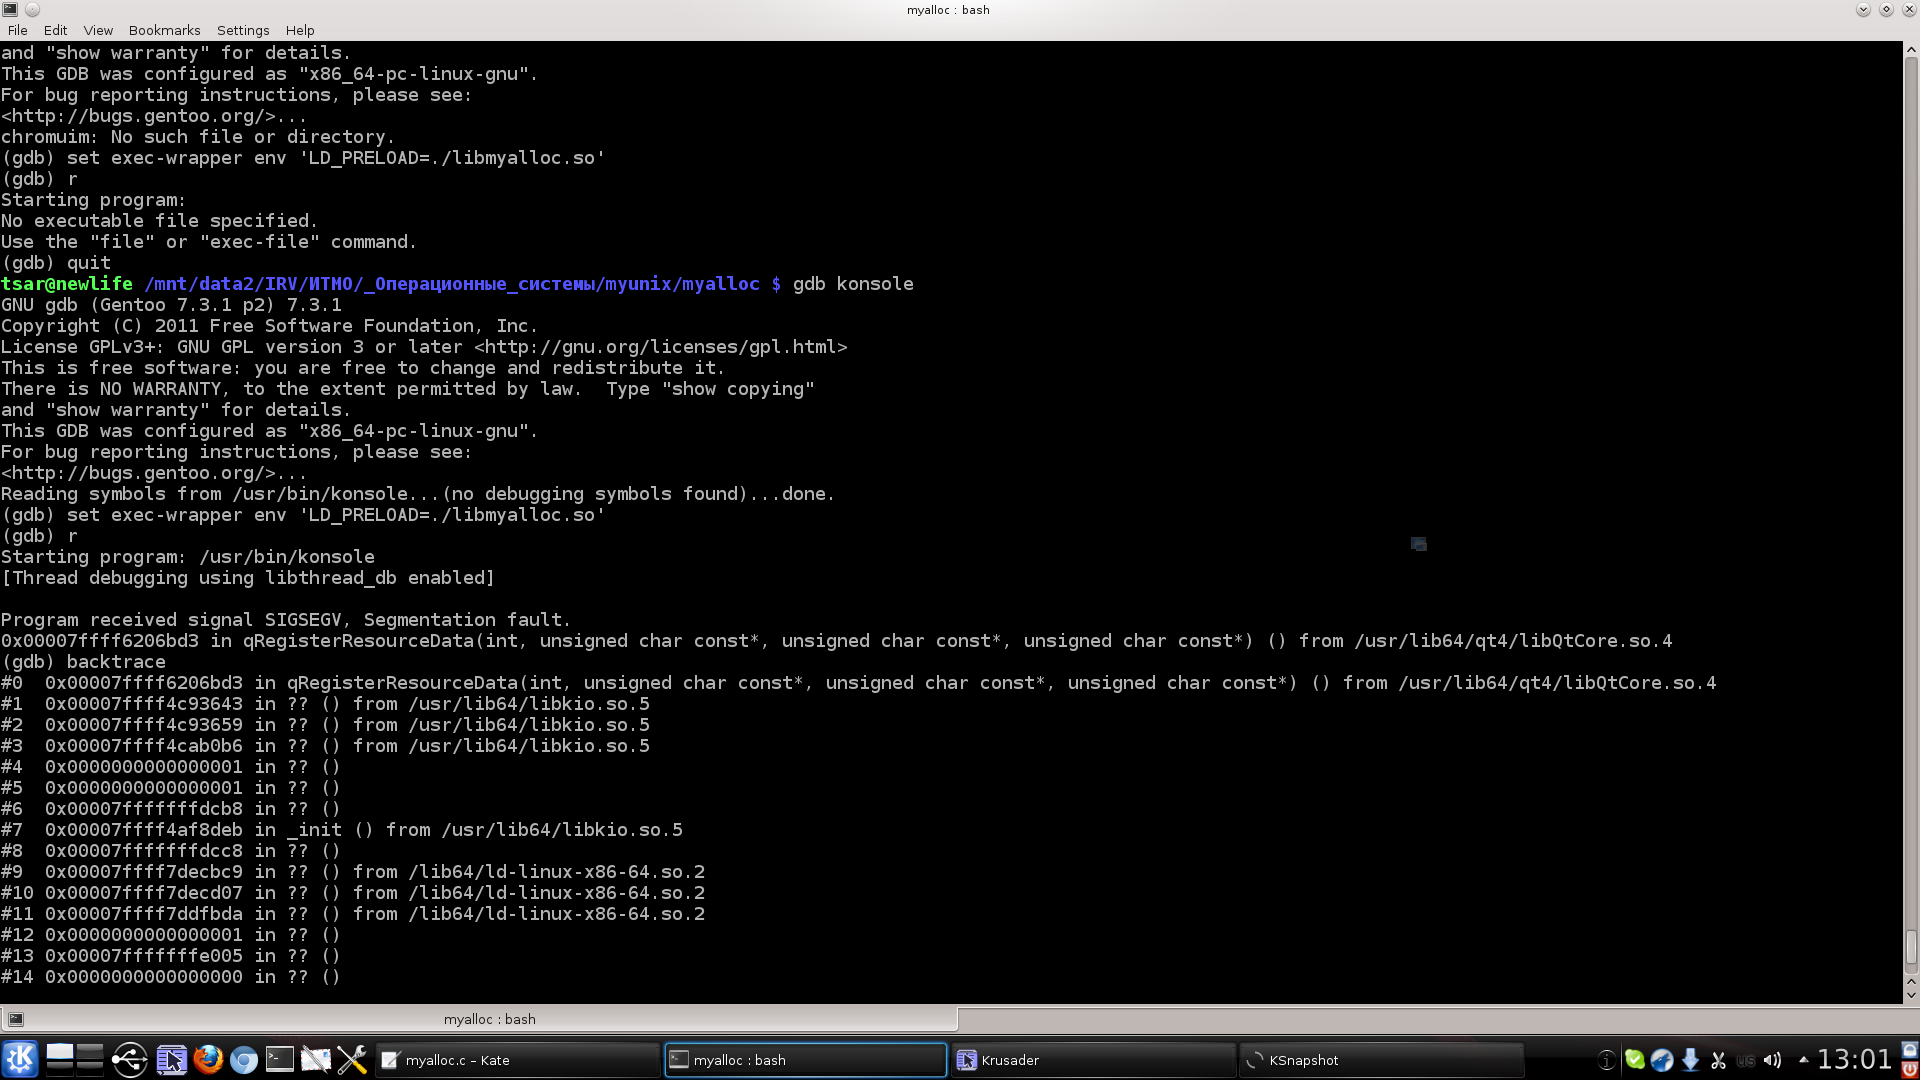 myalloc : bash
File Edit View Bookmarks Settings Help
and "show warranty" for details.
This GDB was configured as "x86_64-pc-linux-gnu".
For bug reporting instructions, please see:
<http://bugs.gentoo.org/>...
chromuim: No such file or directory.
(gdb) set exec-wrapper env 'LD_PRELOAD=./libmyalloc.so'
(gdb) r
Starting program:
No executable file specified.
Use the "file" or "exec-file" command.
(gdb) quit
tsar@newlife /mnt/data2/IRV/ИТМО/_Операционные_системы/myunix/myalloc $ gdb konsole
GNU gdb (Gentoo 7.3.1 p2) 7.3.1
Copyright (C) 2011 Free Software Foundation, Inc.
License GPLv3+: GNU GPL version 3 or later <http://gnu.org/licenses/gpl.html>
This is free software: you are free to change and redistribute it.
There is NO WARRANTY, to the extent permitted by law.  Type "show copying"
and "show warranty" for details.
This GDB was configured as "x86_64-pc-linux-gnu".
For bug reporting instructions, please see:
<http://bugs.gentoo.org/>...
Reading symbols from /usr/bin/konsole...(no debugging symbols found)...done.
(gdb) set exec-wrapper env 'LD_PRELOAD=./libmyalloc.so'
(gdb) r
Starting program: /usr/bin/konsole
[Thread debugging using libthread_db enabled]
Program received signal SIGSEGV, Segmentation fault.
0x00007ffff6206bd3 in qRegisterResourceData(int, unsigned char const*, unsigned char const*, unsigned char const*) () from /usr/lib64/qt4/libQtCore.so.4
(gdb) backtrace
#0  0x00007ffff6206bd3 in qRegisterResourceData(int, unsigned char const*, unsigned char const*, unsigned char const*) () from /usr/lib64/qt4/libQtCore.so.4
#1  0x00007ffff4c93643 in ?? () from /usr/lib64/libkio.so.5
#2  0x00007ffff4c93659 in ?? () from /usr/lib64/libkio.so.5
#3  0x00007ffff4cab0b6 in ?? () from /usr/lib64/libkio.so.5
#4  0x0000000000000001 in ?? ()
#5  0x0000000000000001 in ?? ()
#6  0x00007fffffffdcb8 in ?? ()
#7  0x00007ffff4af8deb in _init () from /usr/lib64/libkio.so.5
#8  0x00007fffffffdcc8 in ?? ()
#9  0x00007ffff7decbc9 in ?? () from /lib64/ld-linux-x86-64.so.2
#10 0x00007ffff7decd07 in ?? () from /lib64/ld-linux-x86-64.so.2
#11 0x00007ffff7ddfbda in ?? () from /lib64/ld-linux-x86-64.so.2
#12 0x0000000000000001 in ?? ()
#13 0x00007fffffffe005 in ?? ()
#14 0x0000000000000000 in ?? ()
myalloc : bash
myalloc.c – Kate myalloc : bash Krusader KSnapshot us 13:01